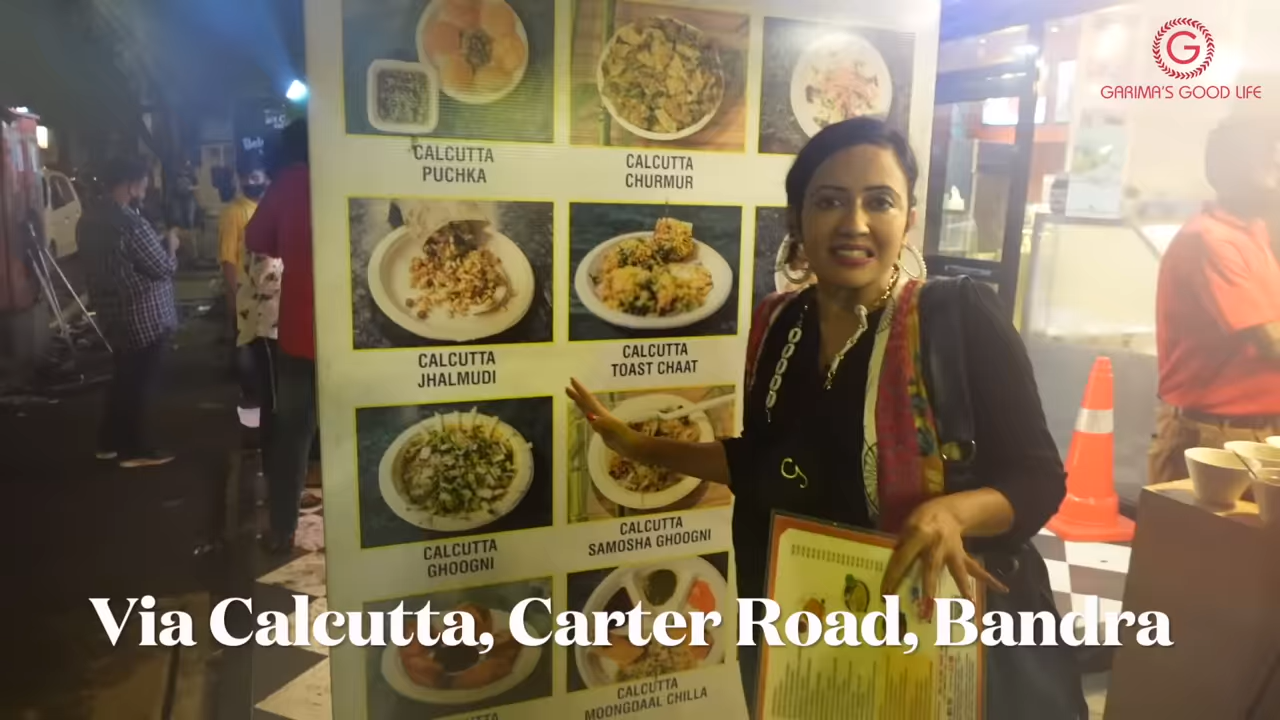 G
GARIMA'S GOOD LIFE
CALCUTTA
PUCHKA
CALCUTTA
CHURMUR
CALCUTTA
JHALMUDI
CALCUTTA
TOAST CHAAT
CALCUTTA
GHOOGNI
CALCUTTA
SAMOSHA GHOOGNI
CALCUTTA
MOONGDAAL CHILLA
Via Calcutta, Carter Road, Bandra